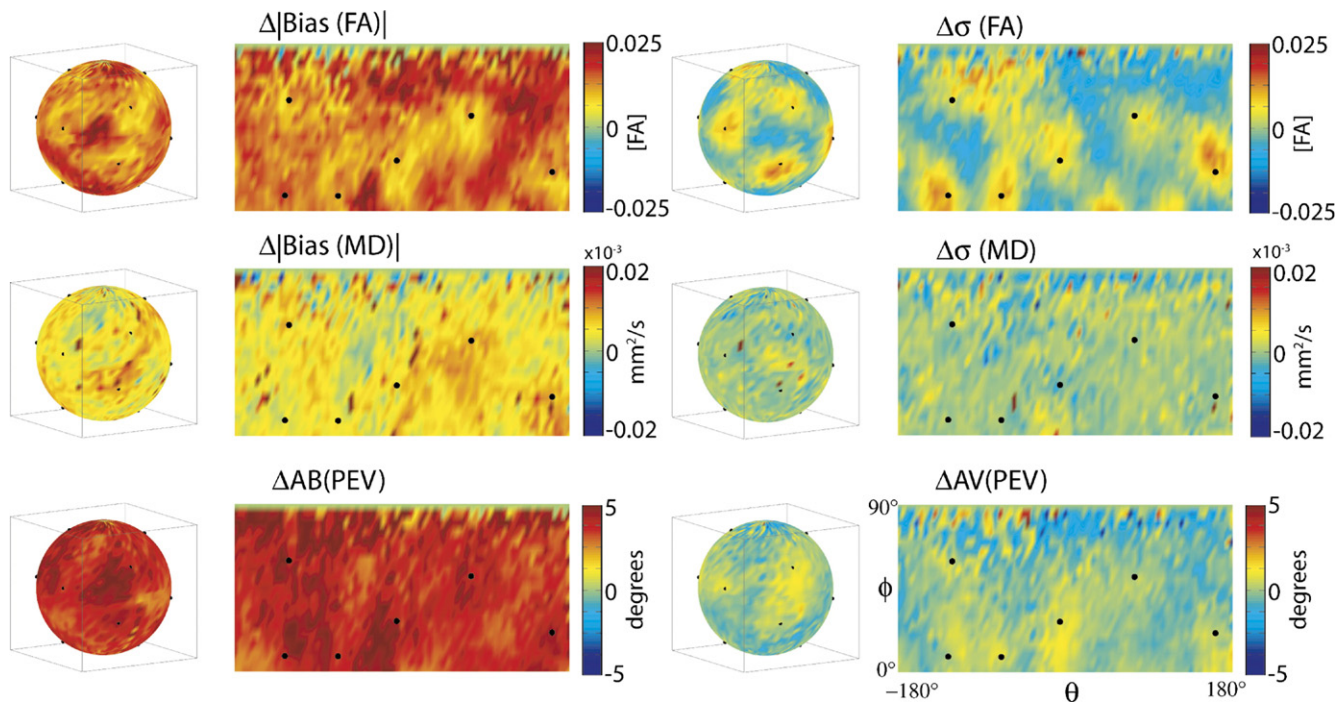 Δ|Bias (FA)|
0.025
0
-0.025
[FA]
Δσ (FA)
0.025
0
-0.025
[FA]
Δ|Bias (MD)|
x10⁻³
0.02
0
-0.02
mm²/s
Δσ (MD)
x10⁻³
0.02
0
-0.02
mm²/s
ΔAB(PEV)
5
0
-5
degrees
ΔAV(PEV)
90°
ϕ
0°
−180°
θ
180°
5
0
-5
degrees